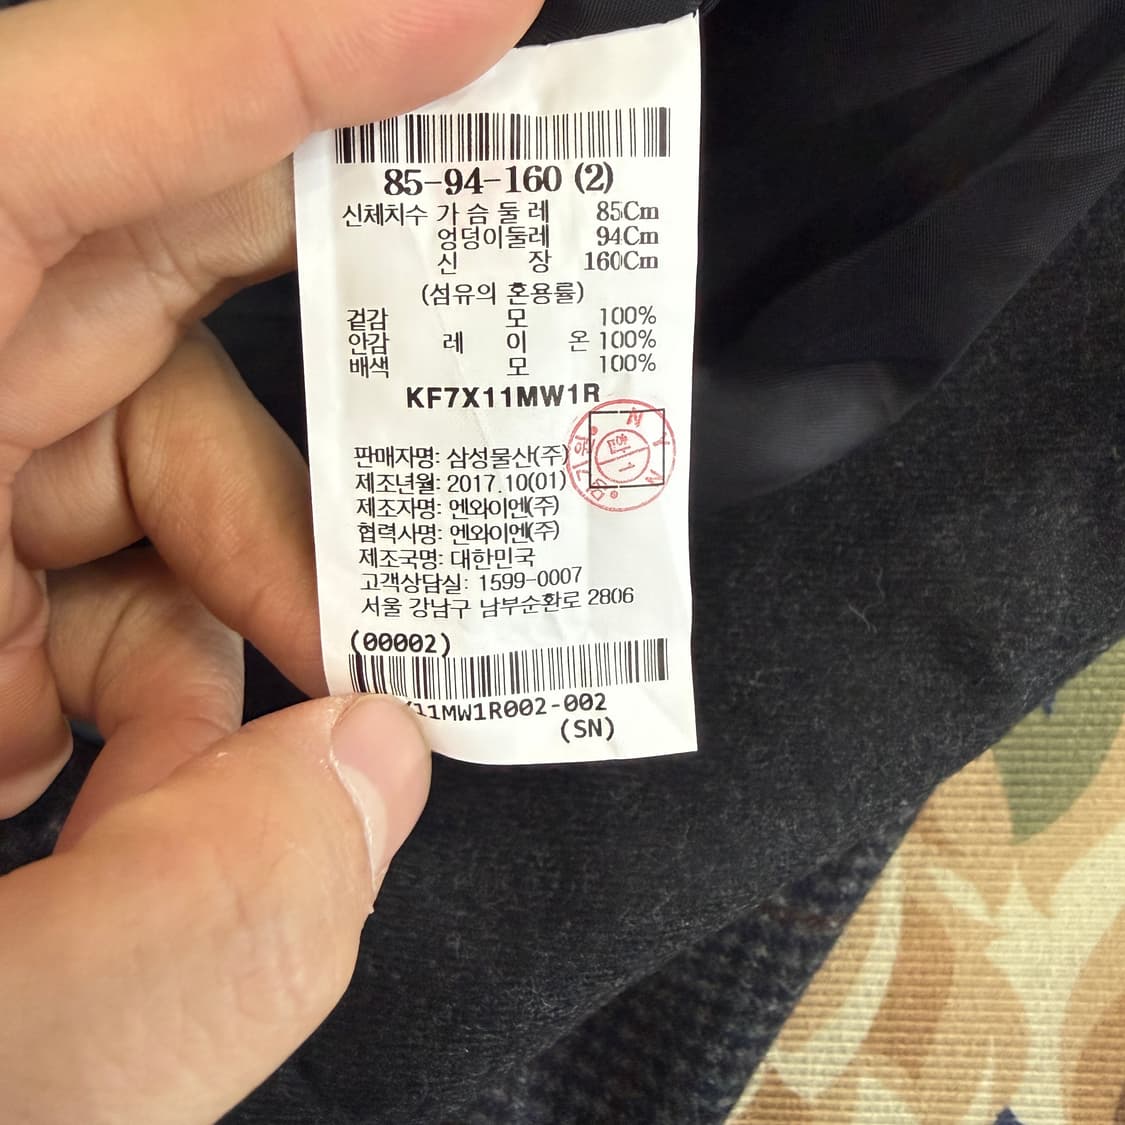 85-94-160 (2)
신체치수 가 슴 둘 레 85Cm
엉덩이둘레 94Cm
신 장 160Cm
(섬유의 혼용률)
겉감 모 100%
안감 레 이 온 100%
배색 모 100%
KF7X11MW1R
판매자명: 삼성물산(주)
제조년월: 2017.10(01)
제조자명: 엔와이엔(주)
협력사명: 엔와이엔(주)
제조국명: 대한민국
고객상담실: 1599-0007
서울 강남구 남부순환로 2806
(00002)
11MW1R002-002
(SN)
N Y N